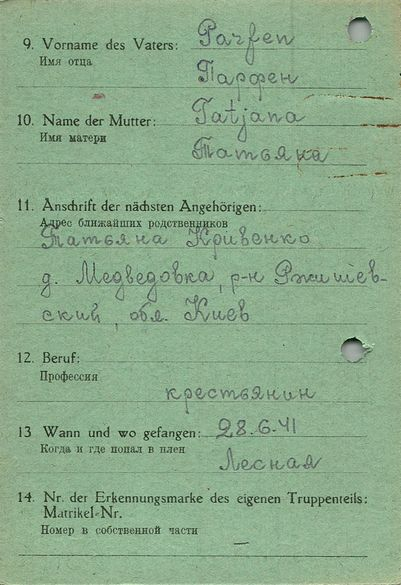 9. Vorname des Vaters: Parfen
Имя отца
Парфен
10. Name der Mutter: Tatjana
Имя матери
Татьяна
11. Anschrift der nächsten Angehörigen:
Адрес ближайших родственников
Татьяна Кривенко
д. Медведовка, р-н Ржищев-
ский, обл. Киев
12. Beruf:
Профессия
крестьянин
13 Wann und wo gefangen: 28.6.41
Когда и где попал в плен
Лесная
14. Nr. der Erkennungsmarke des eigenen Truppenteils:
Matrikel-Nr.
Номер в собственной части
—